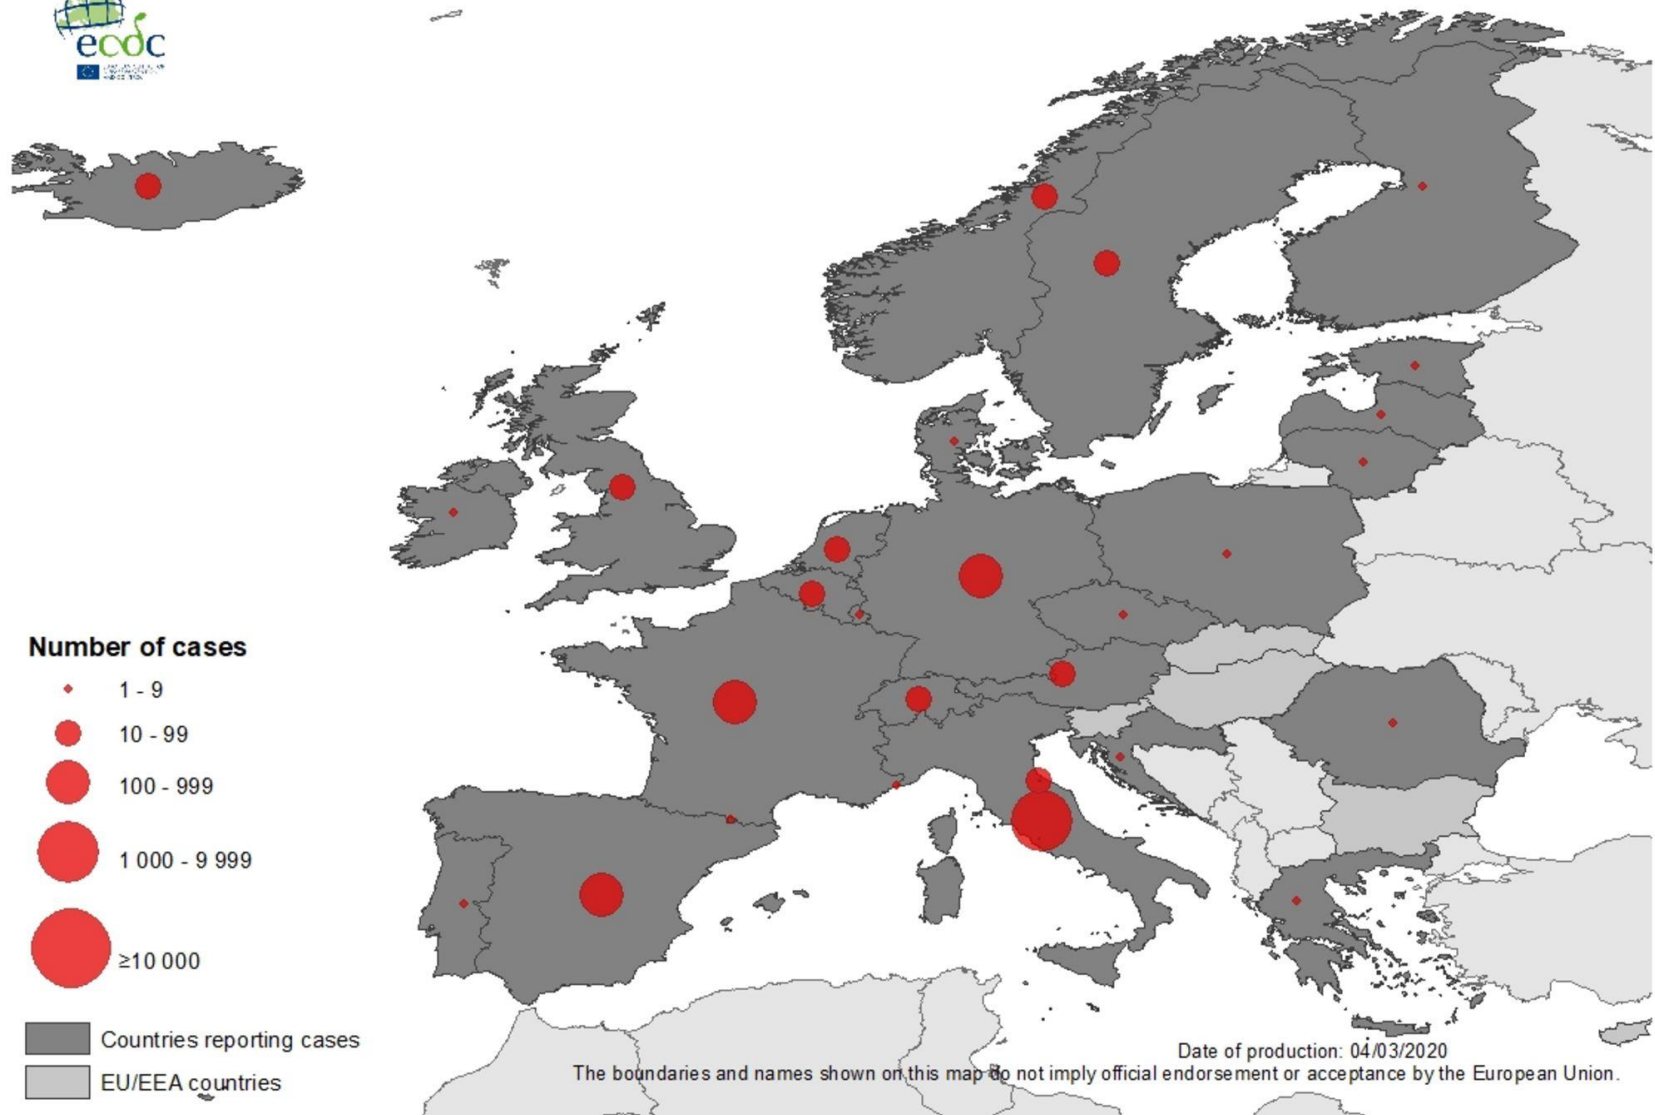 ecdc
Number of cases
1 - 9
10 - 99
100 - 999
1 000 - 9 999
≥10 000
Countries reporting cases
EU/EEA countries
Date of production: 04/03/2020
The boundaries and names shown on this map do not imply official endorsement or acceptance by the European Union.